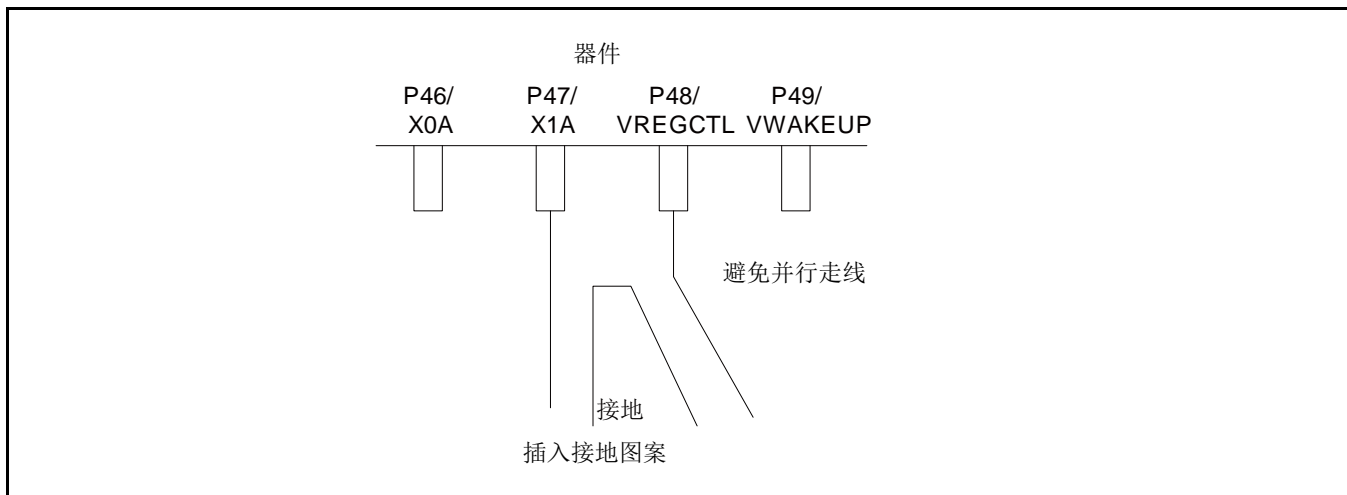 器件
P46/ P47/ P48/ P49/
X0A X1A VREGCTL VWAKEUP
避免并行走线
接地
插入接地图案